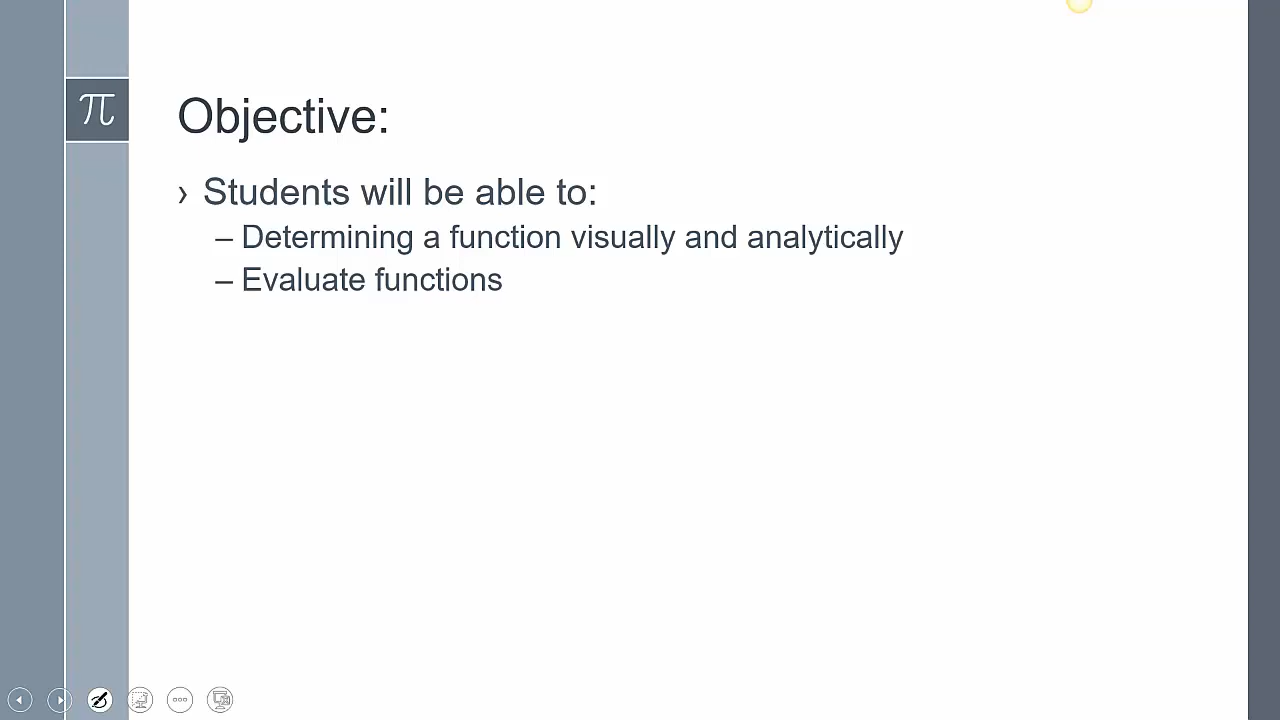 π
Objective:
› Students will be able to:
– Determining a function visually and analytically
– Evaluate functions